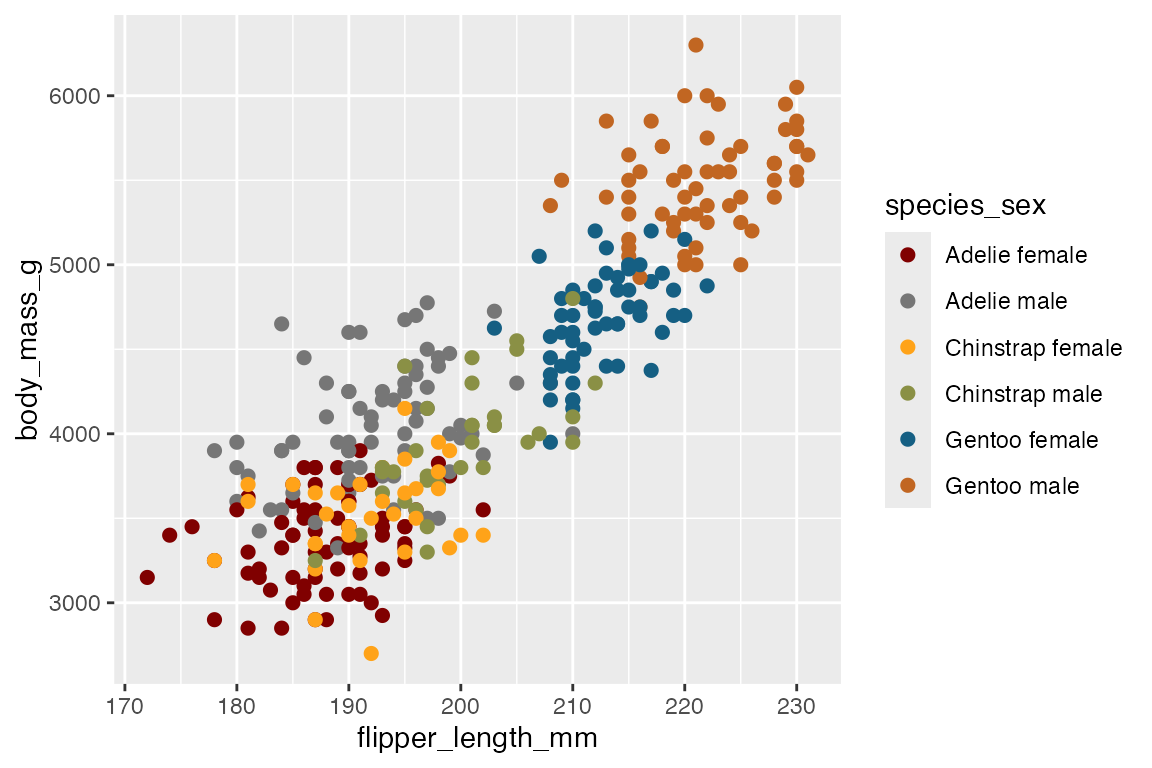 6000
5000
4000
3000
body_mass_g
170 180 190 200 210 220 230
flipper_length_mm
species_sex
Adelie female
Adelie male
Chinstrap female
Chinstrap male
Gentoo female
Gentoo male